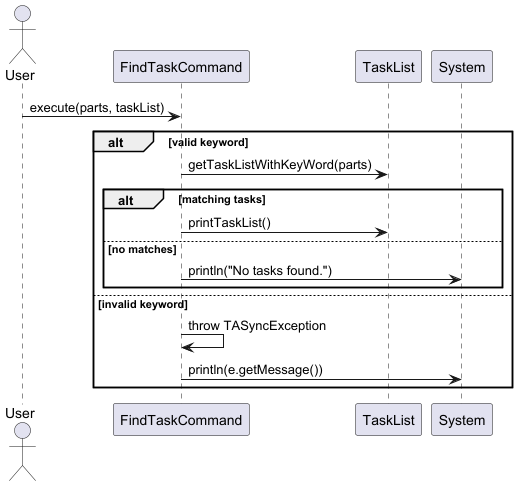 User
FindTaskCommand
TaskList
System
execute(parts, taskList)
alt
[valid keyword]
getTaskListWithKeyWord(parts)
alt
[matching tasks]
printTaskList()
[no matches]
println("No tasks found.")
[invalid keyword]
throw TASyncException
println(e.getMessage())
User
FindTaskCommand
TaskList
System